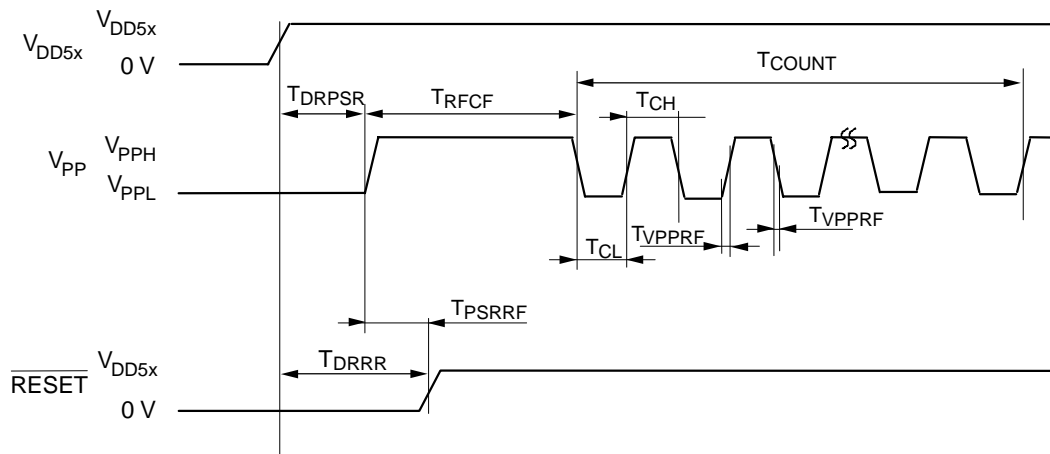 VDD5x
VDD5x
0 V
TCOUNT
TDRPSR
TRFCF
TCH
VPP
VPPH
VPPL
TVPPRF
TVPPRF
TCL
TPSRRF
RESET
VDD5x
TDRRR
0 V